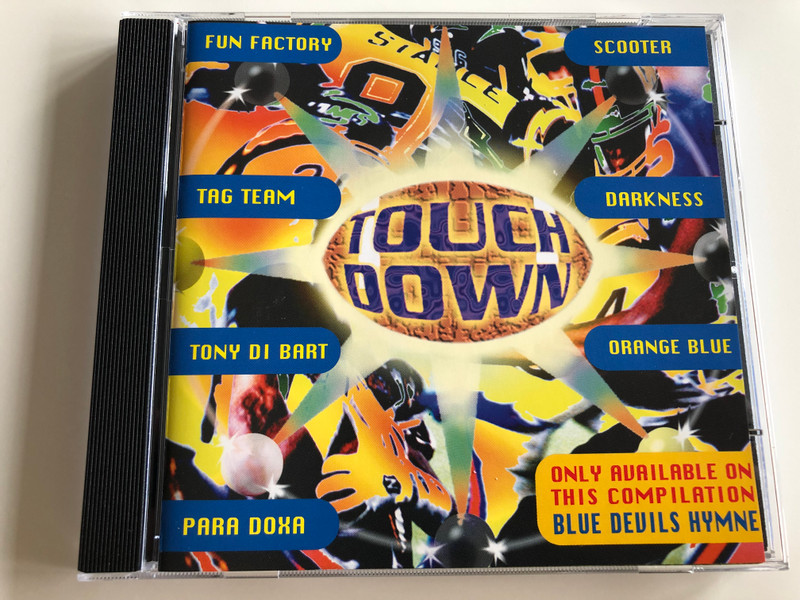 FUN FACTORY
SCOOTER
TAG TEAM
DARKNESS
TOUCH
DOWN
TONY DI BART
ORANGE BLUE
PARA DOXA
ONLY AVAILABLE ON
THIS COMPILATION
BLUE DEVILS HYMNE